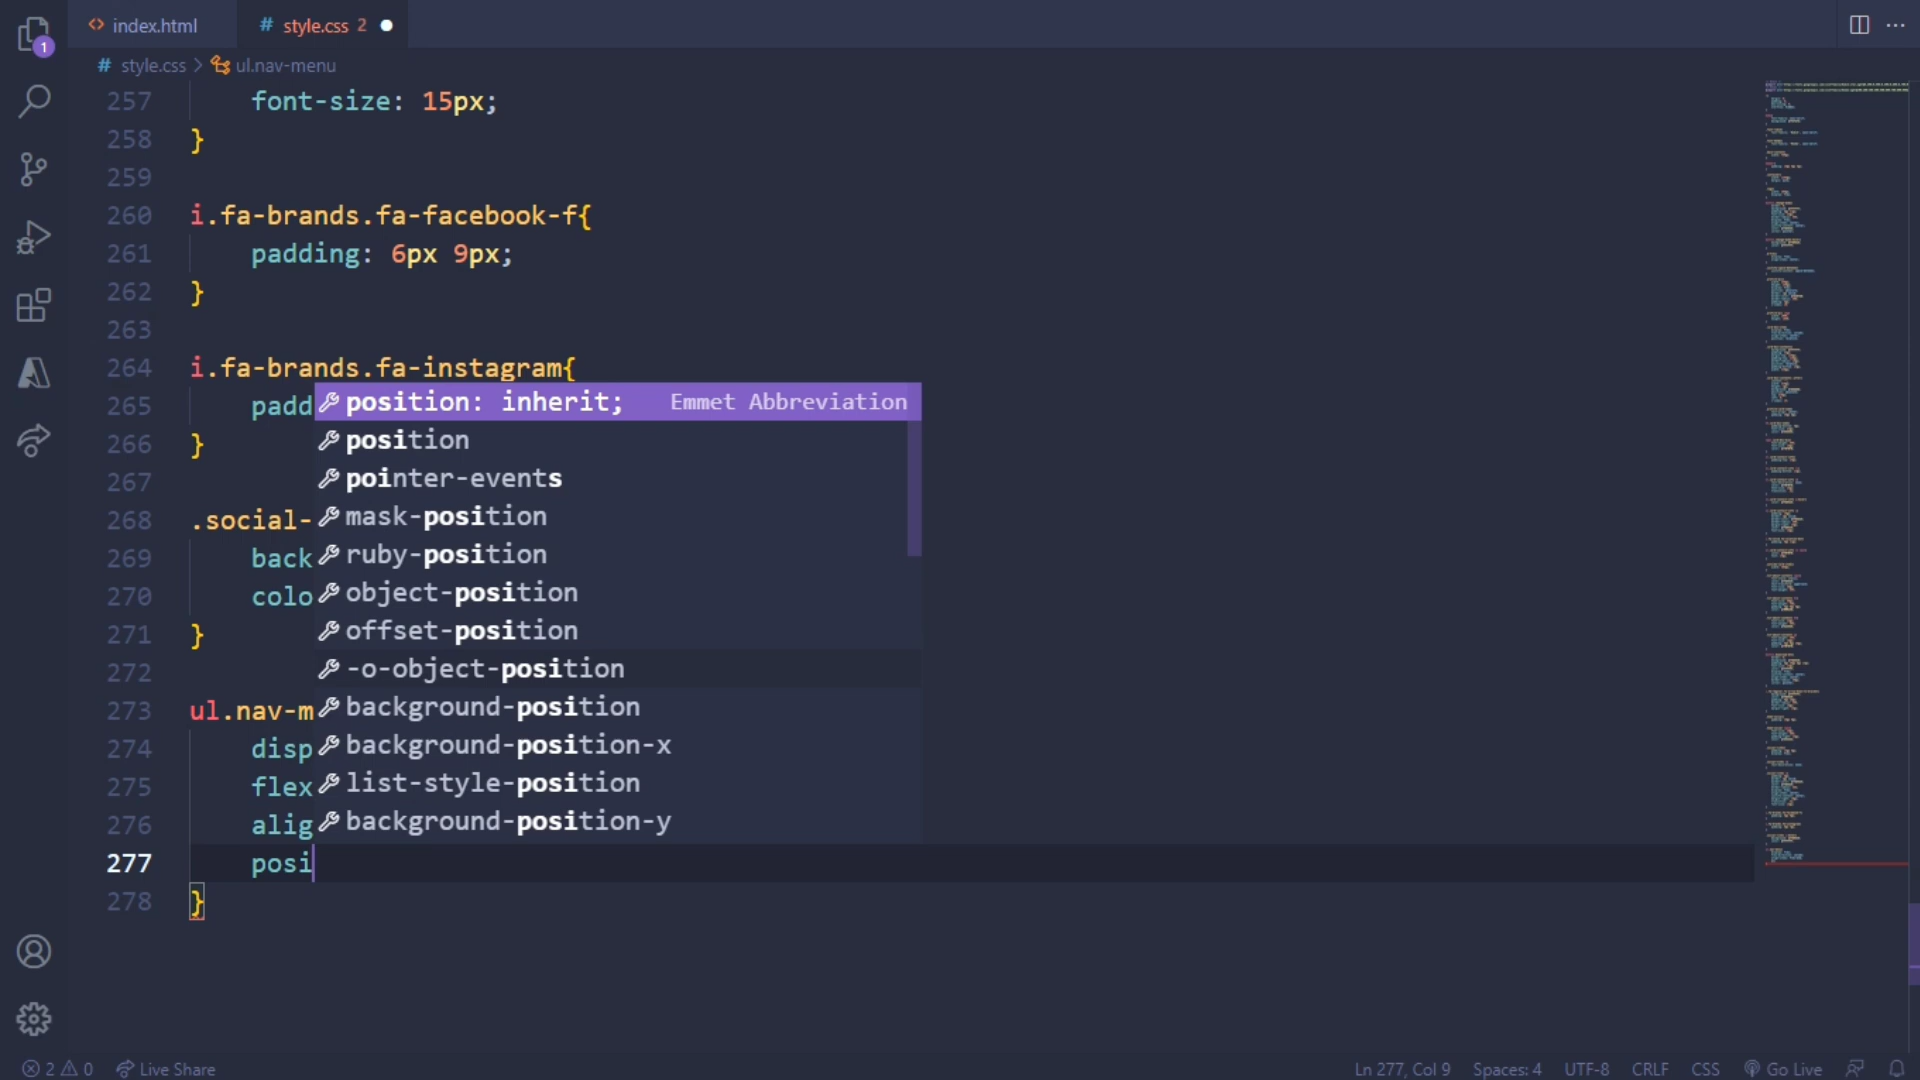 index.html
style.css 2
style.css > ul.nav-menu
1
257 font-size: 15px;
258 }
259
260 i.fa-brands.fa-facebook-f{
261 padding: 6px 9px;
262 }
263
264 i.fa-brands.fa-instagram{
265 padd
266 }
267
268 .social-
269 back
270 colo
271 }
272
273 ul.nav-m
274 disp
275 flex
276 alig
277 posi
278 }
position: inherit; Emmet Abbreviation
position
pointer-events
mask-position
ruby-position
object-position
offset-position
-o-object-position
background-position
background-position-x
list-style-position
background-position-y
2 0 Live Share Ln 277, Col 9 Spaces: 4 UTF-8 CRLF CSS Go Live